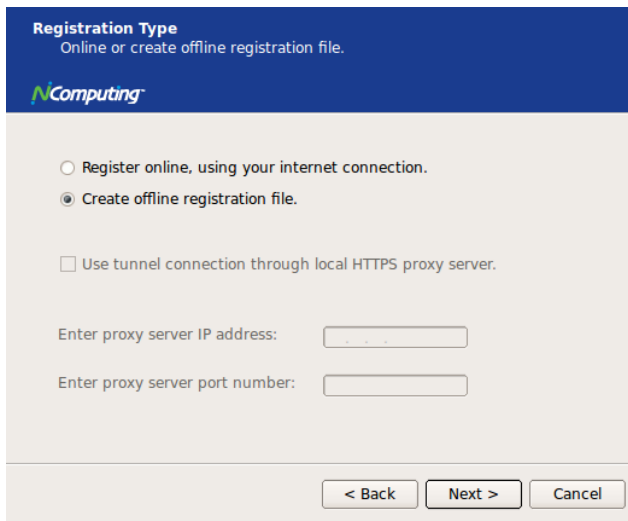 Registration Type
Online or create offline registration file.
NComputing™
Register online, using your internet connection.
Create offline registration file.
Use tunnel connection through local HTTPS proxy server.
Enter proxy server IP address:
Enter proxy server port number:
< Back Next > Cancel